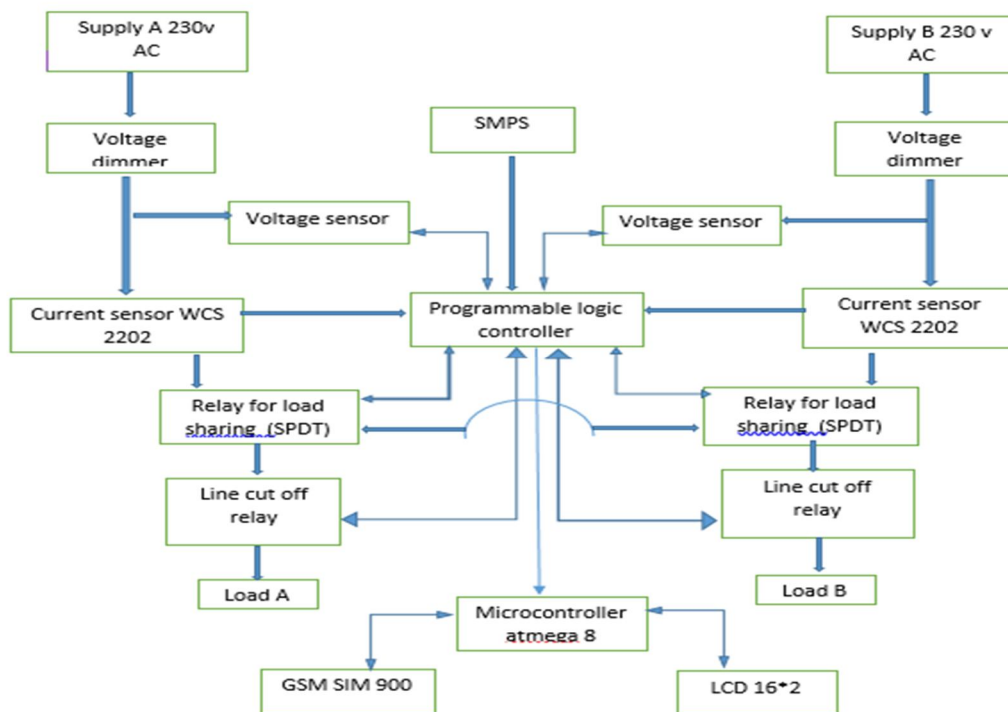 Supply A 230v
AC
Supply B 230 v
AC
SMPS
Voltage
dimmer
Voltage
dimmer
Voltage sensor
Voltage sensor
Current sensor WCS
2202
Programmable logic
controller
Current sensor
WCS 2202
Relay for load
sharing (SPDT)
Relay for load
sharing (SPDT)
Line cut off
relay
Line cut off
relay
Load A
Load B
Microcontroller
atmega 8
GSM SIM 900
LCD 16*2